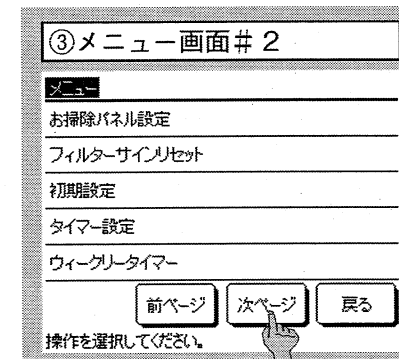 ③メニュー画面＃２
メニュー
お掃除パネル設定
フィルターサインリセット
初期設定
タイマー設定
ウィークリータイマー
前ページ 次ページ 戻る
操作を選択してください。